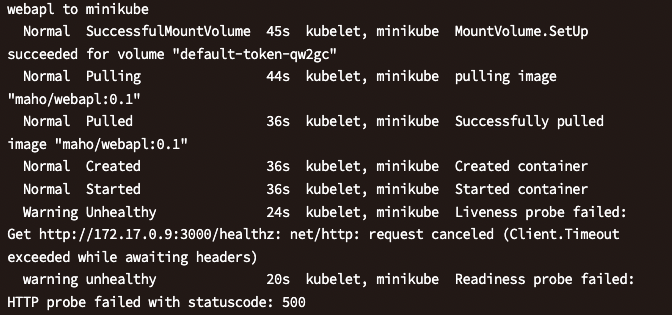 webapl to minikube
Normal SuccessfulMountVolume 45s kubelet, minikube MountVolume.SetUp
succeeded for volume "default-token-qw2gc"
Normal Pulling 44s kubelet, minikube pulling image
"maho/webapl:0.1"
Normal Pulled 36s kubelet, minikube Successfully pulled
image "maho/webapl:0.1"
Normal Created 36s kubelet, minikube Created container
Normal Started 36s kubelet, minikube Started container
Warning Unhealthy 24s kubelet, minikube Liveness probe failed:
Get http://172.17.0.9:3000/healthz: net/http: request canceled (Client.Timeout
exceeded while awaiting headers)
warning unhealthy 20s kubelet, minikube Readiness probe failed:
HTTP probe failed with statuscode: 500